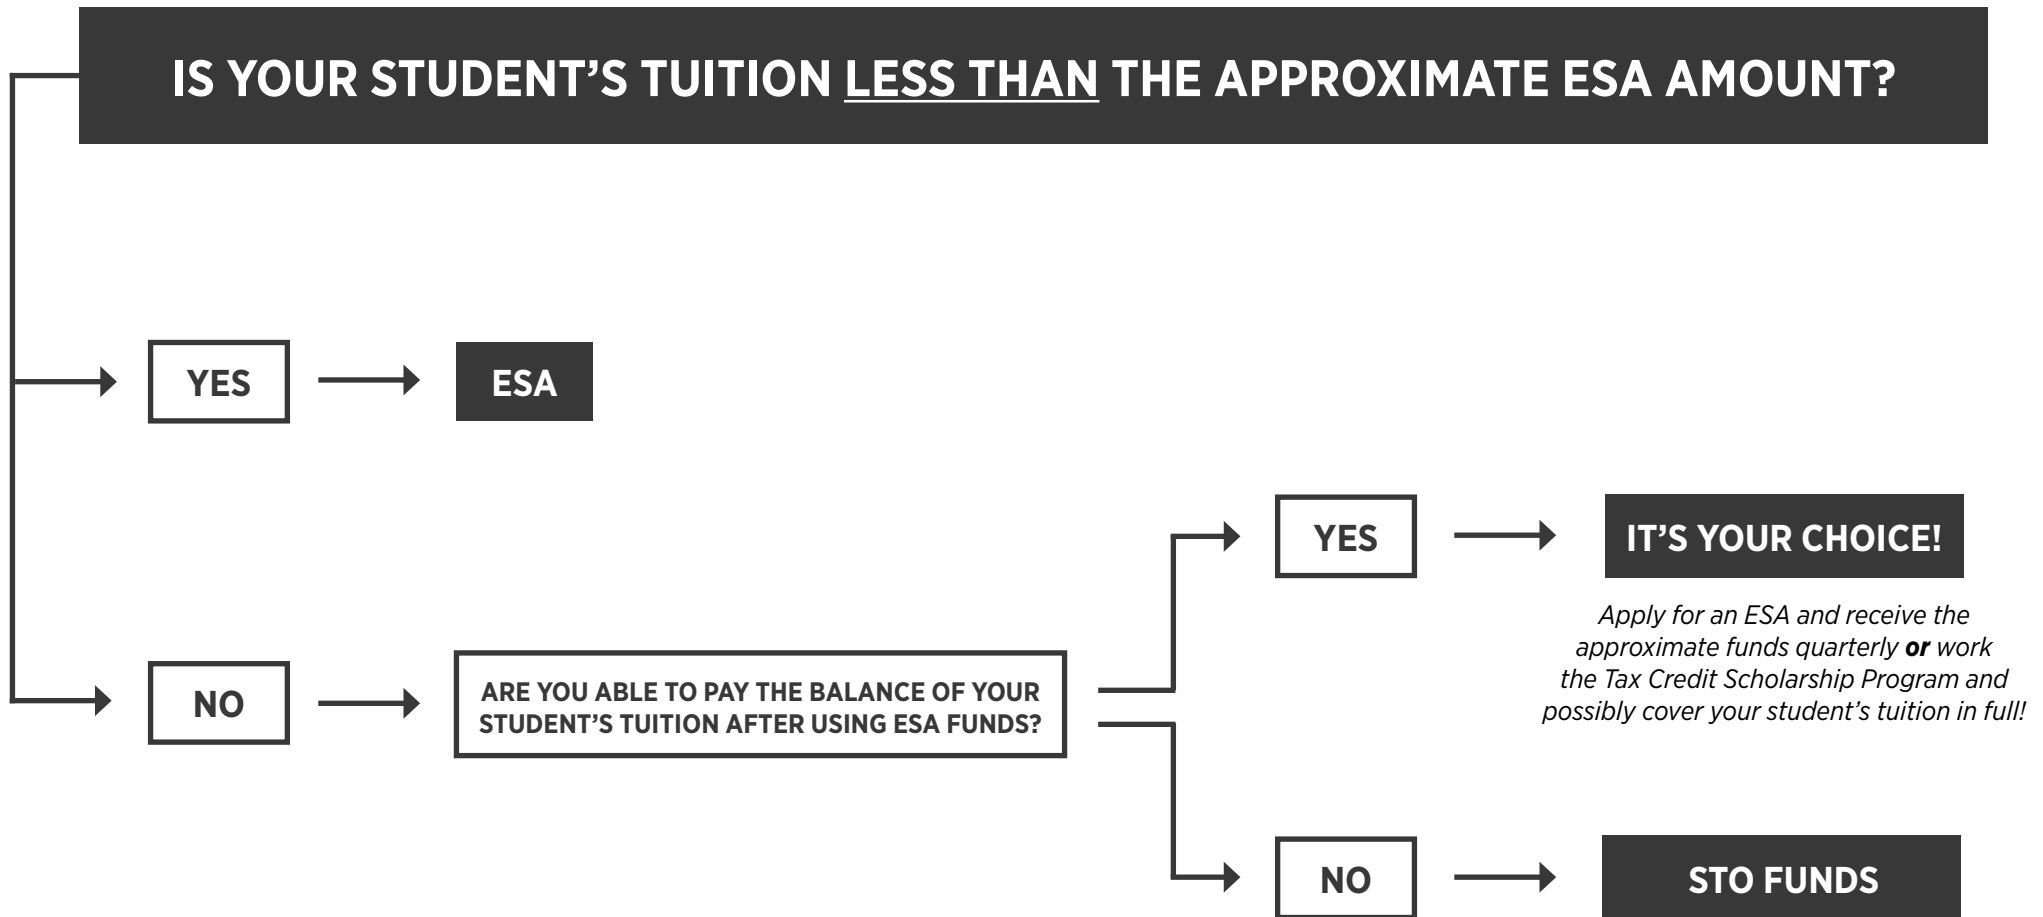 IS YOUR STUDENT’S TUITION LESS THAN THE APPROXIMATE ESA AMOUNT?
YES
ESA
NO
ARE YOU ABLE TO PAY THE BALANCE OF YOUR
STUDENT’S TUITION AFTER USING ESA FUNDS?
YES
IT’S YOUR CHOICE!
Apply for an ESA and receive the
approximate funds quarterly or work
the Tax Credit Scholarship Program and
possibly cover your student’s tuition in full!
NO
STO FUNDS